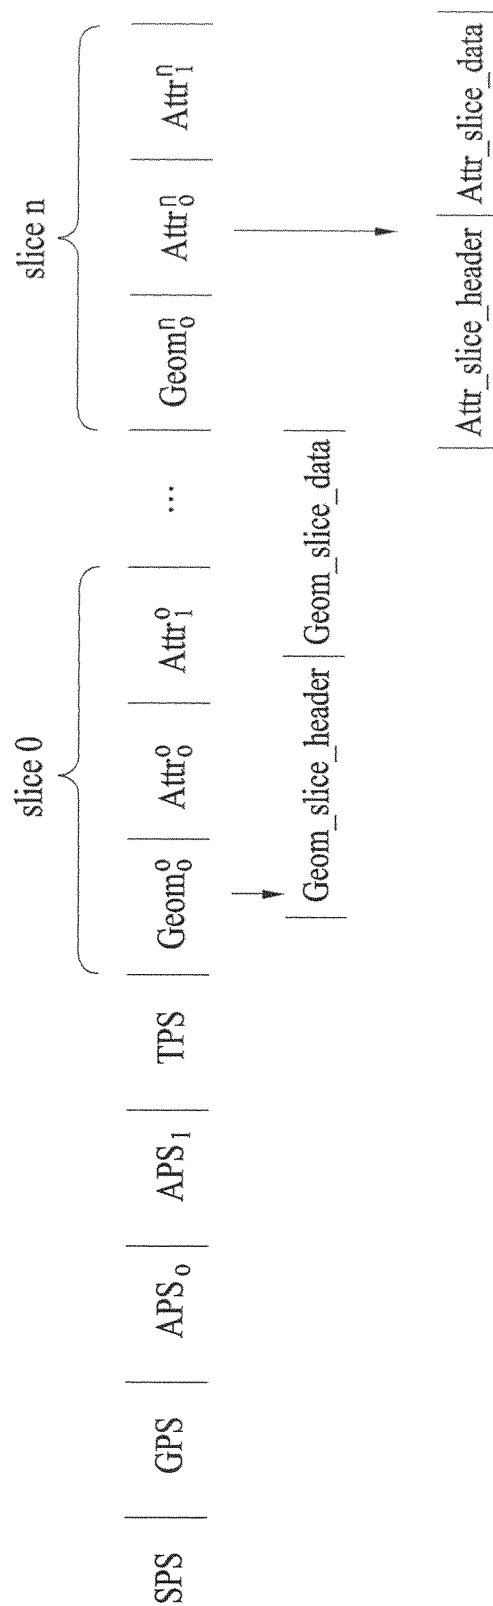 slice 0 slice n
SPS GPS APS₀ APS₁ TPS Geom₀⁰ Attr₀⁰ Attr₁⁰ ... Geom₀ⁿ Attr₀ⁿ Attr₁ⁿ
Geom_slice_header Geom_slice_data
Attr_slice_header Attr_slice_data